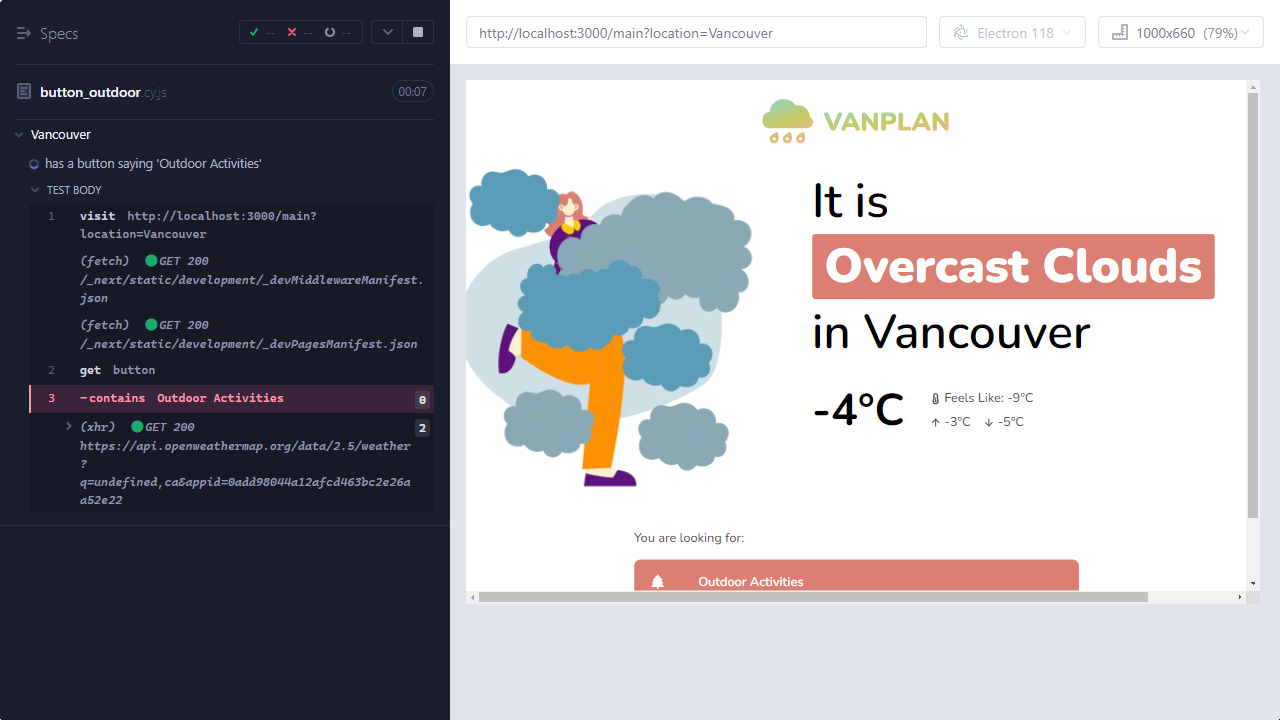 Specs
--
--
--
button_outdoor.cy.js
00:07
Vancouver
has a button saying 'Outdoor Activities'
TEST BODY
1 visit http://localhost:3000/main?
location=Vancouver
(fetch) GET 200
/_next/static/development/_devMiddlewareManifest.
json
(fetch) GET 200
/_next/static/development/_devPagesManifest.json
2 get button
3 -contains Outdoor Activities 0
(xhr) GET 200 2
https://api.openweathermap.org/data/2.5/weather
?
q=undefined,ca&appid=0add98044a12afcd463bc2e26a
a52e22
http://localhost:3000/main?location=Vancouver
Electron 118
1000x660 (79%)
VANPLAN
It is
Overcast Clouds
in Vancouver
-4°C
Feels Like: -9°C
-3°C
-5°C
You are looking for:
Outdoor Activities